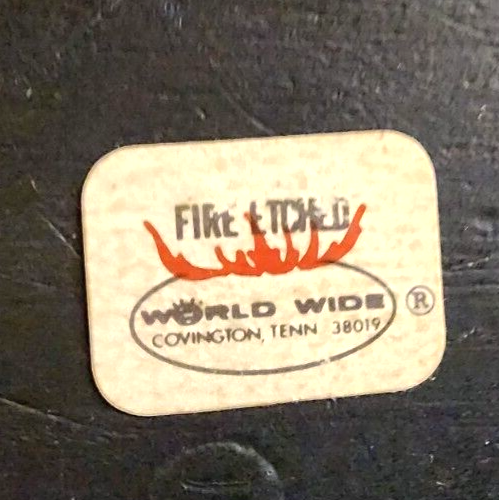 FIRE ETCHED
WORLD WIDE ®
COVINGTON, TENN 38019